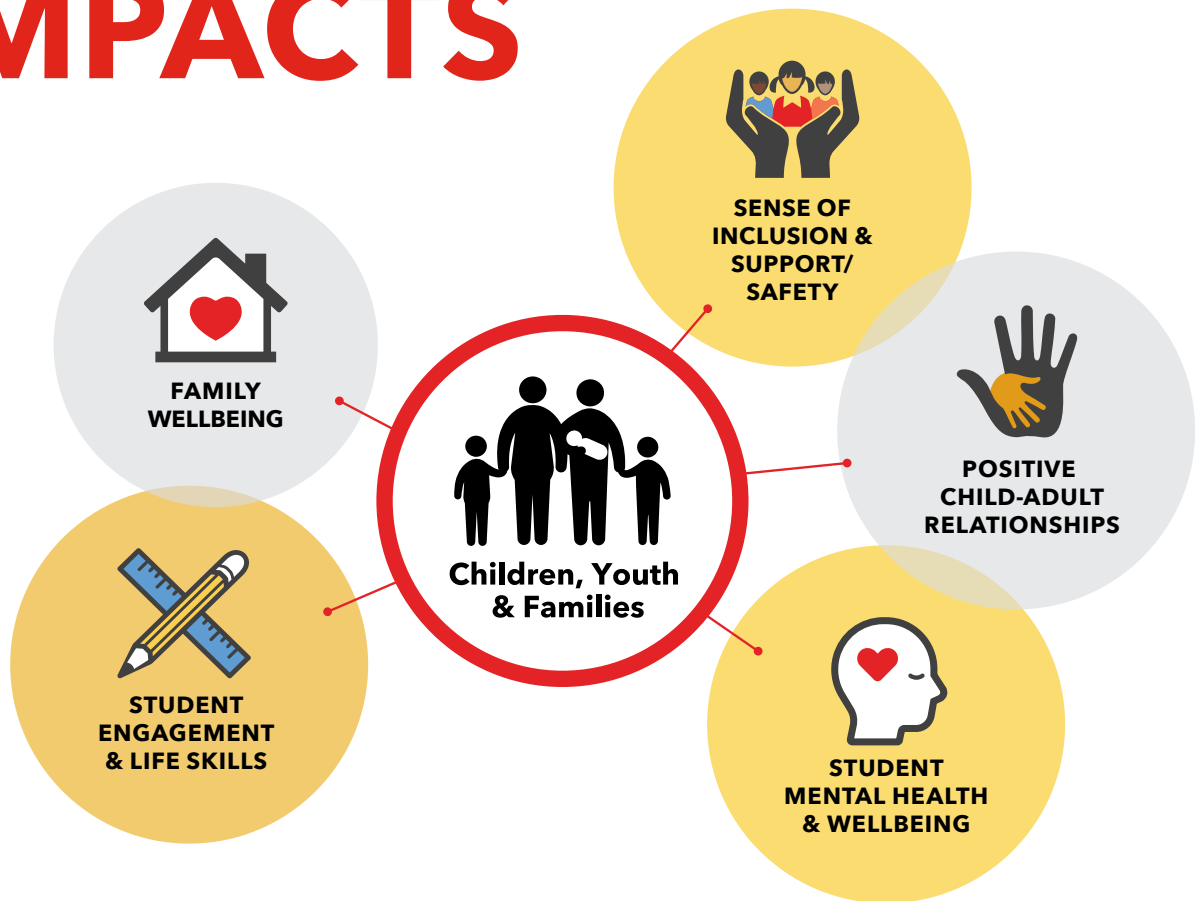 MPACTS
SENSE OF
INCLUSION &
SUPPORT/
SAFETY
FAMILY
WELLBEING
POSITIVE
CHILD-ADULT
RELATIONSHIPS
Children, Youth
& Families
STUDENT
ENGAGEMENT
& LIFE SKILLS
STUDENT
MENTAL HEALTH
& WELLBEING